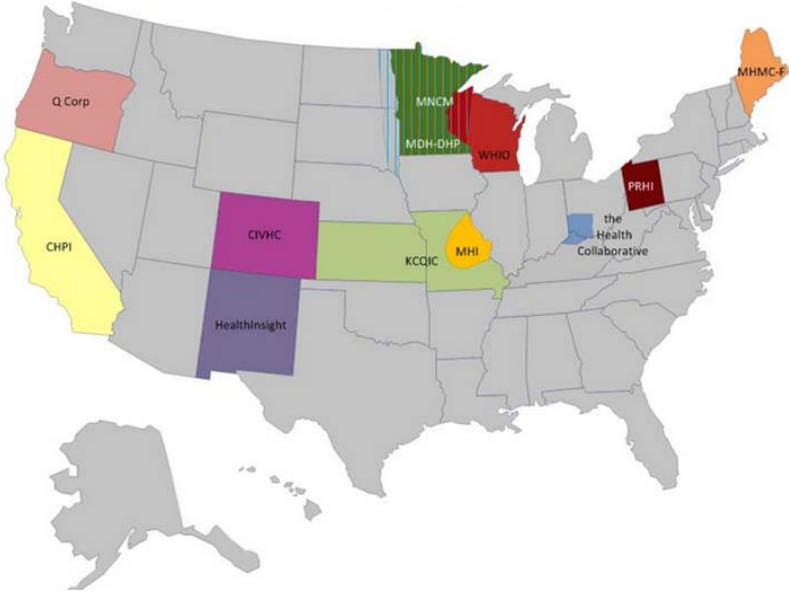 MHMC-F
Q Corp
MNCM
MDH-DHP
WHIO
PRHI
the
Health
Collaborative
CHPI
CIVHC
KCQIC
MHI
HealthInsight